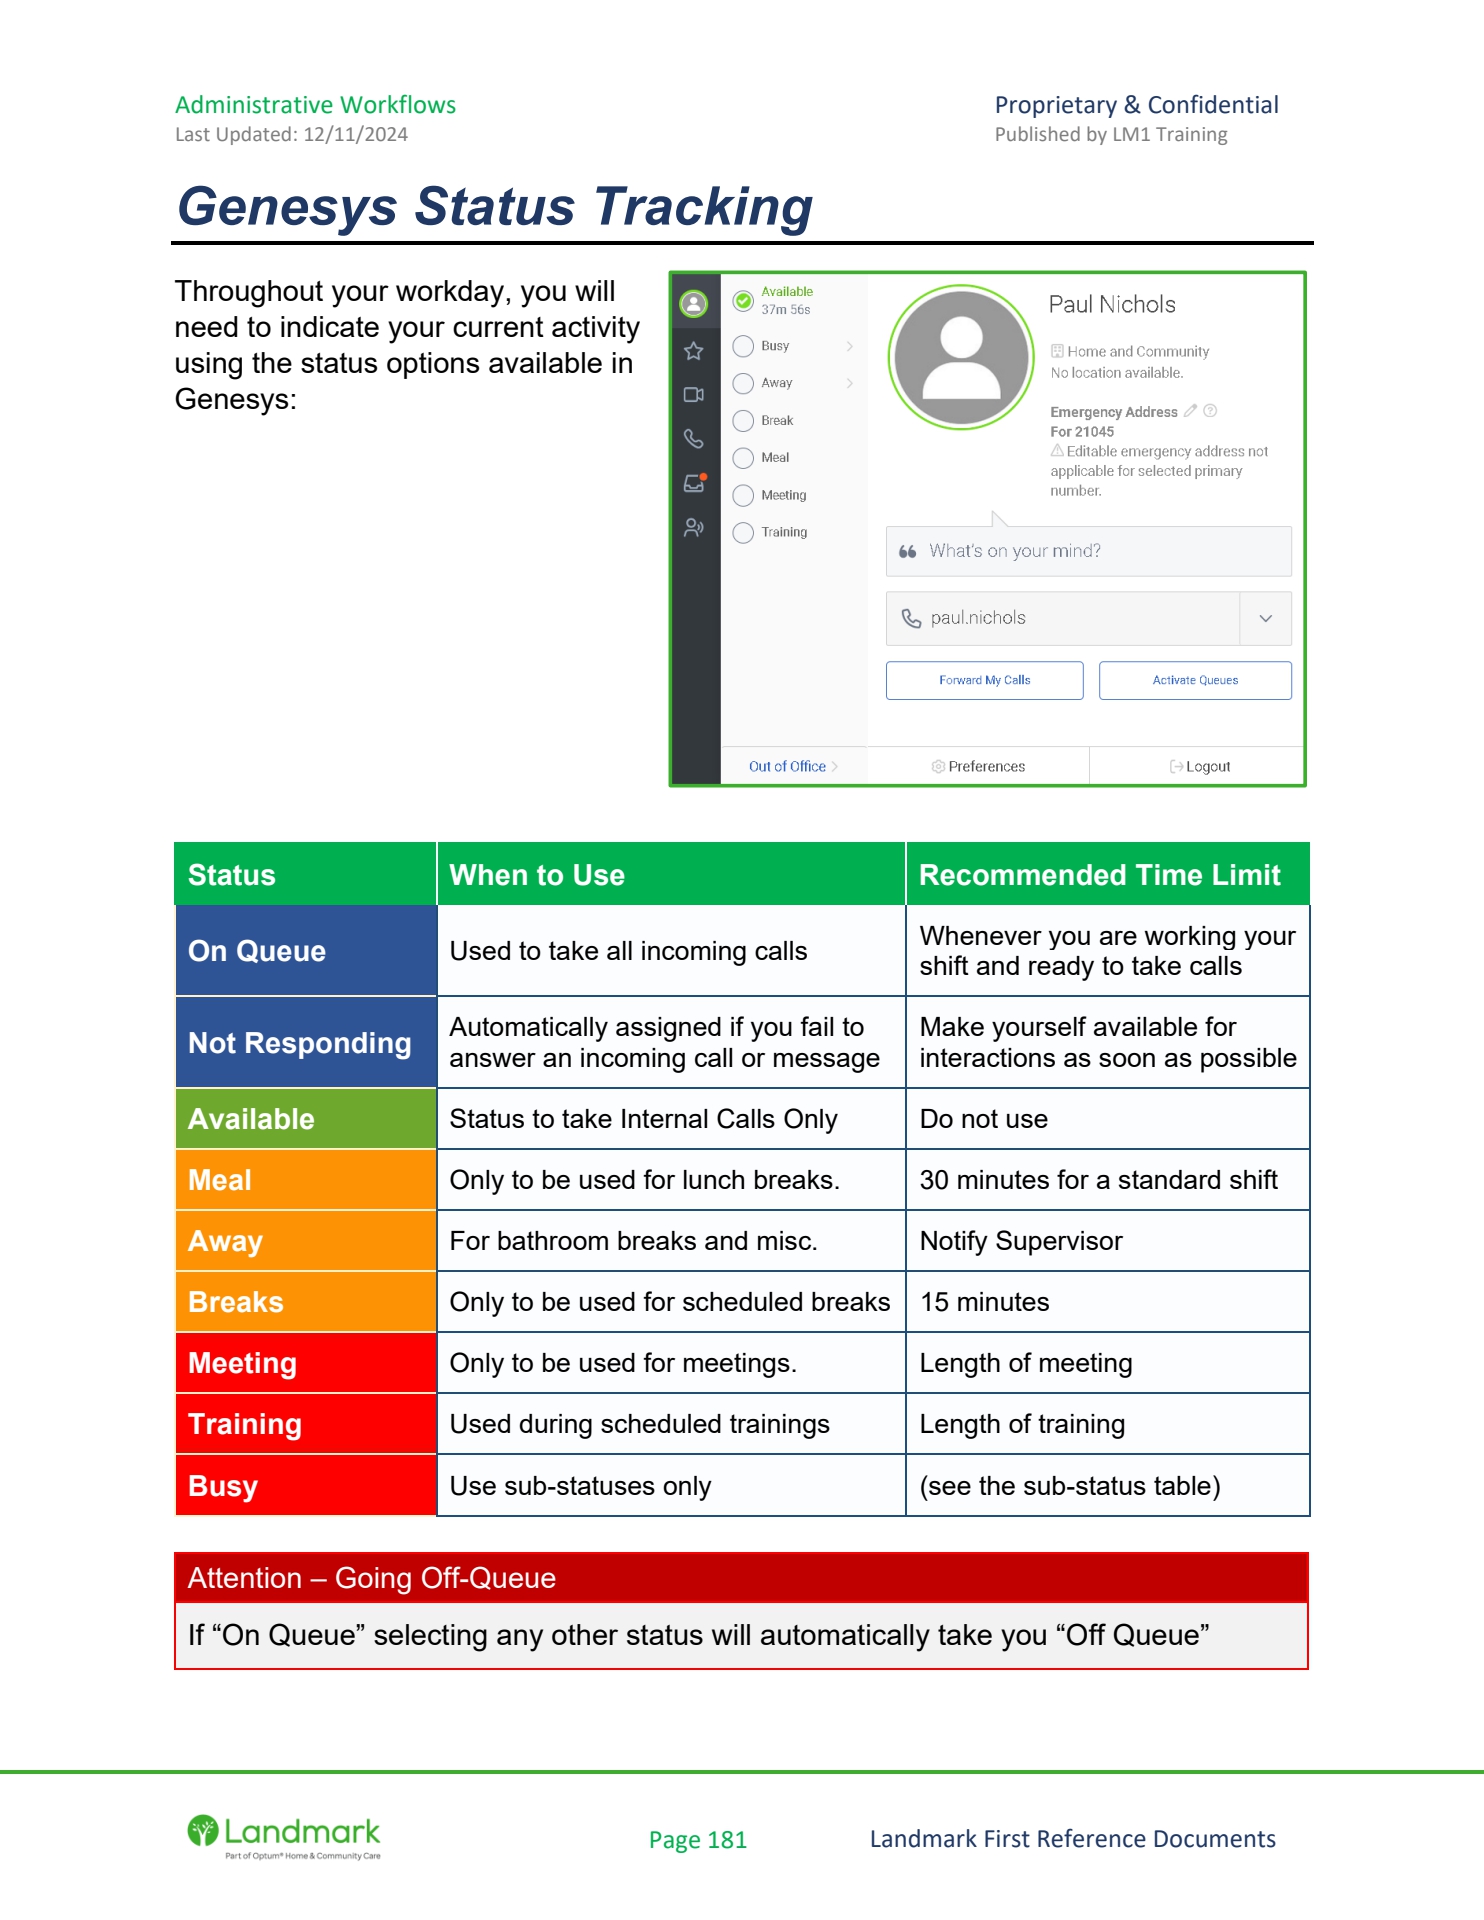 Administrative Workflows
Proprietary & Confidential
Last Updated: 12/11/2024
Published by LM1 Training
Genesys Status Tracking
Throughout your workday, you will
need to indicate your current activity
using the status options available in
Genesys:
Available
37m 56s
Busy
Away
Break
Meal
Meeting
Training
Out of Office
Paul Nichols
Home and Community
No location available.
Emergency Address
For 21045
Editable emergency address not
applicable for selected primary
number.
What's on your mind?
paul.nichols
Forward My Calls
Activate Queues
Preferences
Logout
Status When to Use Recommended Time Limit
On Queue Used to take all incoming calls Whenever you are working your
shift and ready to take calls
Not Responding Automatically assigned if you fail to
answer an incoming call or message Make yourself available for
interactions as soon as possible
Available Status to take Internal Calls Only Do not use
Meal Only to be used for lunch breaks. 30 minutes for a standard shift
Away For bathroom breaks and misc. Notify Supervisor
Breaks Only to be used for scheduled breaks 15 minutes
Meeting Only to be used for meetings. Length of meeting
Training Used during scheduled trainings Length of training
Busy Use sub-statuses only (see the sub-status table)
Attention – Going Off-Queue
If “On Queue” selecting any other status will automatically take you “Off Queue”
Landmark
Part of Optum® Home & Community Care
Page 181
Landmark First Reference Documents